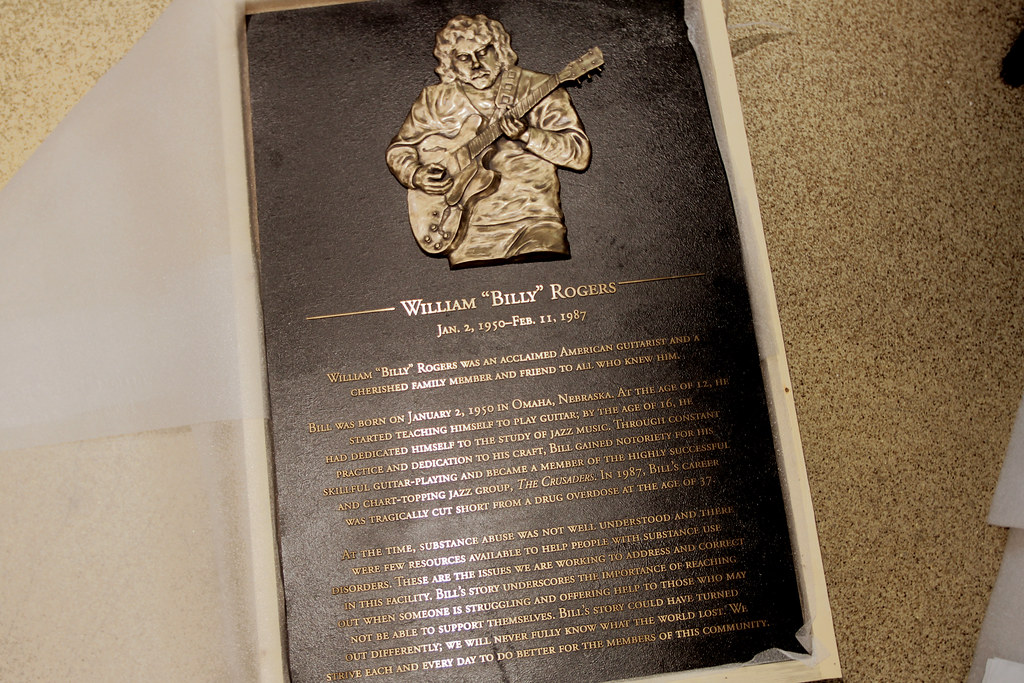 William “Billy” Rogers
Jan. 2, 1950–Feb. 11, 1987
William “Billy” Rogers was an acclaimed American guitarist and a
cherished family member and friend to all who knew him.
Bill was born on January 2, 1950 in Omaha, Nebraska. At the age of 12, he
started teaching himself to play guitar; by the age of 16, he
had dedicated himself to the study of jazz music. Through constant
practice and dedication to his craft, Bill gained notoriety for his
skillful guitar-playing and became a member of the highly successful
and chart-topping jazz group, The Crusaders. In 1987, Bill’s career
was tragically cut short from a drug overdose at the age of 37.
At the time, substance abuse was not well understood and there
were few resources available to help people with substance use
disorders. These are the issues we are working to address and correct
in this facility. Bill’s story underscores the importance of reaching
out when someone is struggling and offering help to those who may
not be able to support themselves. Bill’s story could have turned
out differently; we will never fully know what the world lost. We
strive each and every day to do better for the members of this community.